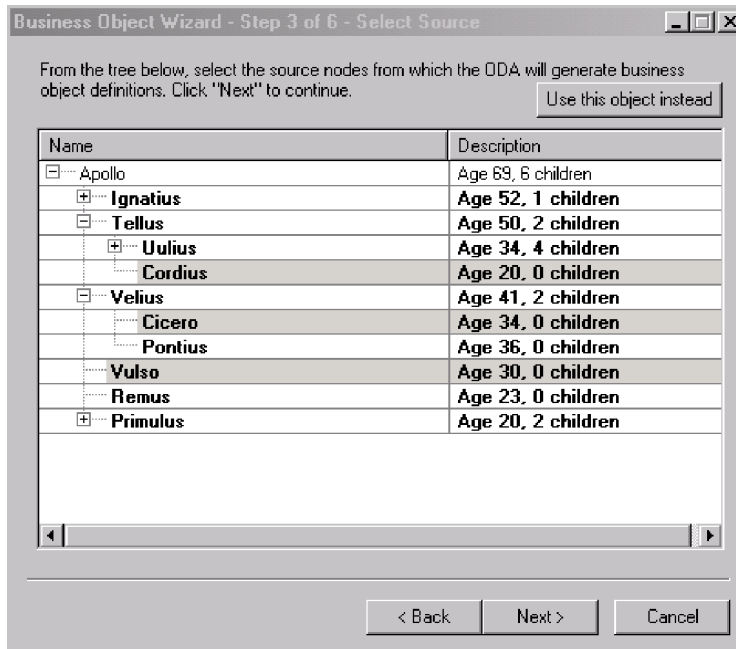 Business Object Wizard - Step 3 of 6 - Select Source
From the tree below, select the source nodes from which the ODA will generate business
object definitions. Click "Next" to continue.
Use this object instead
Name Description
Apollo Age 69, 6 children
Ignatius Age 52, 1 children
Tellus Age 50, 2 children
Uulius Age 34, 4 children
Cordius Age 20, 0 children
Velius Age 41, 2 children
Cicero Age 34, 0 children
Pontius Age 36, 0 children
Vulso Age 30, 0 children
Remus Age 23, 0 children
Primulus Age 20, 2 children
< Back Next > Cancel